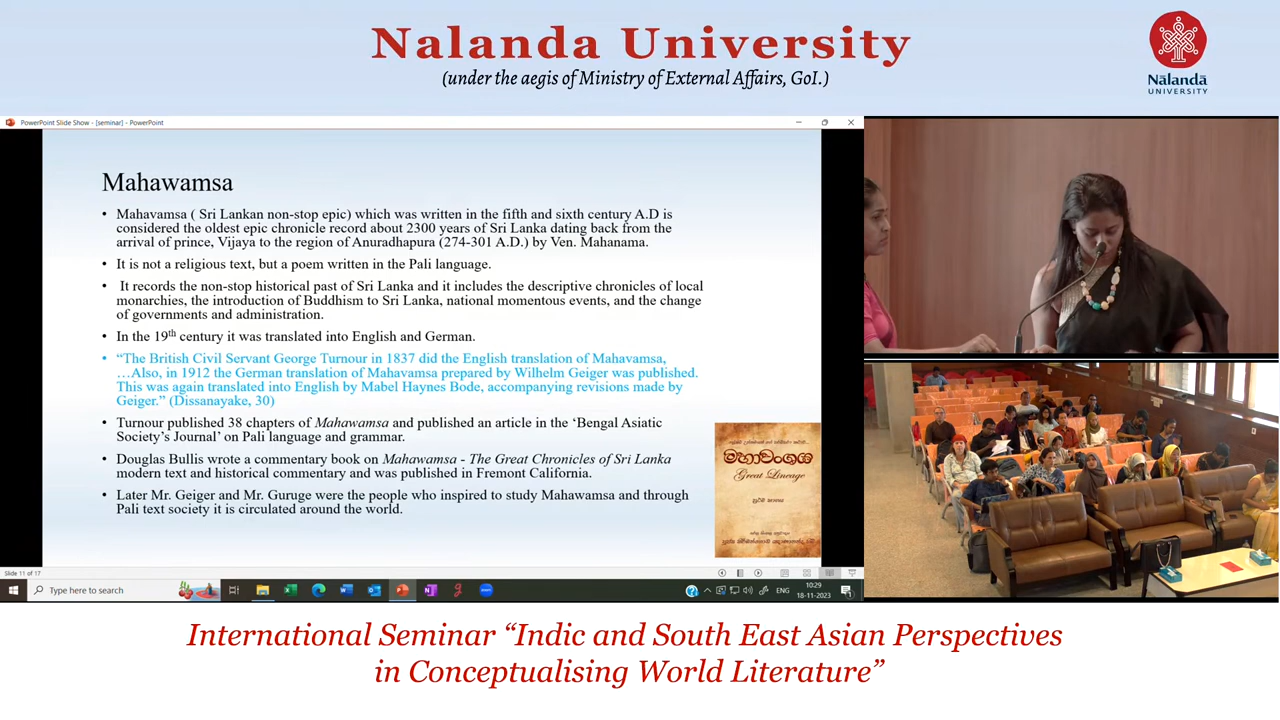 Nalanda University
(under the aegis of Ministry of External Affairs, GoI.)
Nālandā
UNIVERSITY
PowerPoint Slide Show - [seminar] - PowerPoint
Mahawamsa
• Mahavamsa ( Sri Lankan non-stop epic) which was written in the fifth and sixth century A.D is
considered the oldest epic chronicle record about 2300 years of Sri Lanka dating back from the
arrival of prince, Vijaya to the region of Anuradhapura (274-301 A.D.) by Ven. Mahanama.
• It is not a religious text, but a poem written in the Pali language.
• It records the non-stop historical past of Sri Lanka and it includes the descriptive chronicles of local
monarchies, the introduction of Buddhism to Sri Lanka, national momentous events, and the change
of governments and administration.
• In the 19th century it was translated into English and German.
• “The British Civil Servant George Turnour in 1837 did the English translation of Mahavamsa,
…Also, in 1912 the German translation of Mahavamsa prepared by Wilhelm Geiger was published.
This was again translated into English by Mabel Haynes Bode, accompanying revisions made by
Geiger.” (Dissanayake, 30)
• Turnour published 38 chapters of Mahawamsa and published an article in the ‘Bengal Asiatic
Society’s Journal’ on Pali language and grammar.
• Douglas Bullis wrote a commentary book on Mahawamsa - The Great Chronicles of Sri Lanka
modern text and historical commentary and was published in Fremont California.
• Later Mr. Geiger and Mr. Guruge were the people who inspired to study Mahawamsa and through
Pali text society it is circulated around the world.
මහාවංශය
Great Lineage
Slide 11 of 17
Type here to search
ENG
10:29
18-11-2023
International Seminar “Indic and South East Asian Perspectives
in Conceptualising World Literature”